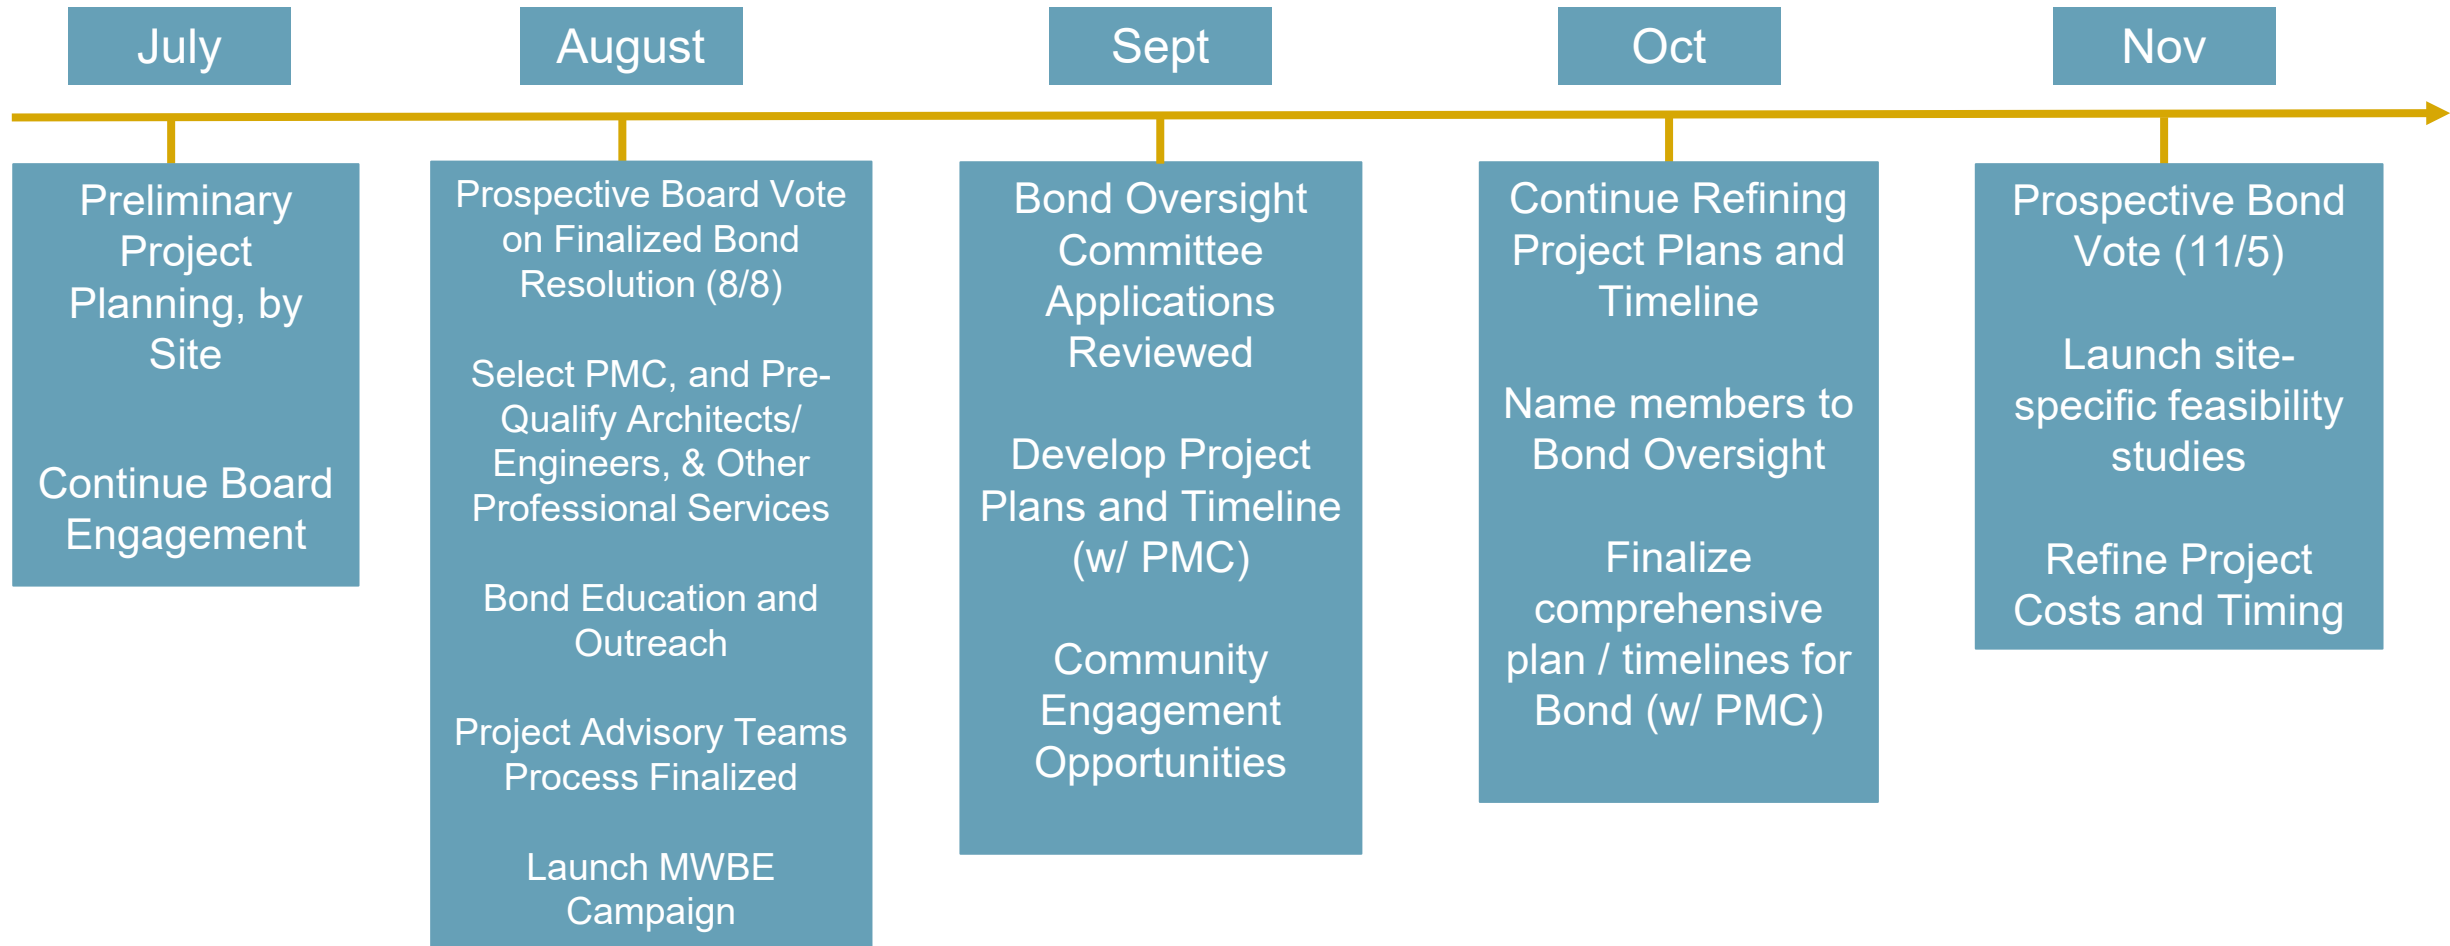 July
August
Sept
Oct
Nov
Preliminary
Project
Planning, by
Site
Continue Board
Engagement
Prospective Board Vote
on Finalized Bond
Resolution (8/8)
Select PMC, and Pre-
Qualify Architects/
Engineers, & Other
Professional Services
Bond Education and
Outreach
Project Advisory Teams
Process Finalized
Launch MWBE
Campaign
Bond Oversight
Committee
Applications
Reviewed
Develop Project
Plans and Timeline
(w/ PMC)
Community
Engagement
Opportunities
Continue Refining
Project Plans and
Timeline
Name members to
Bond Oversight
Finalize
comprehensive
plan / timelines for
Bond (w/ PMC)
Prospective Bond
Vote (11/5)
Launch site-
specific feasibility
studies
Refine Project
Costs and Timing